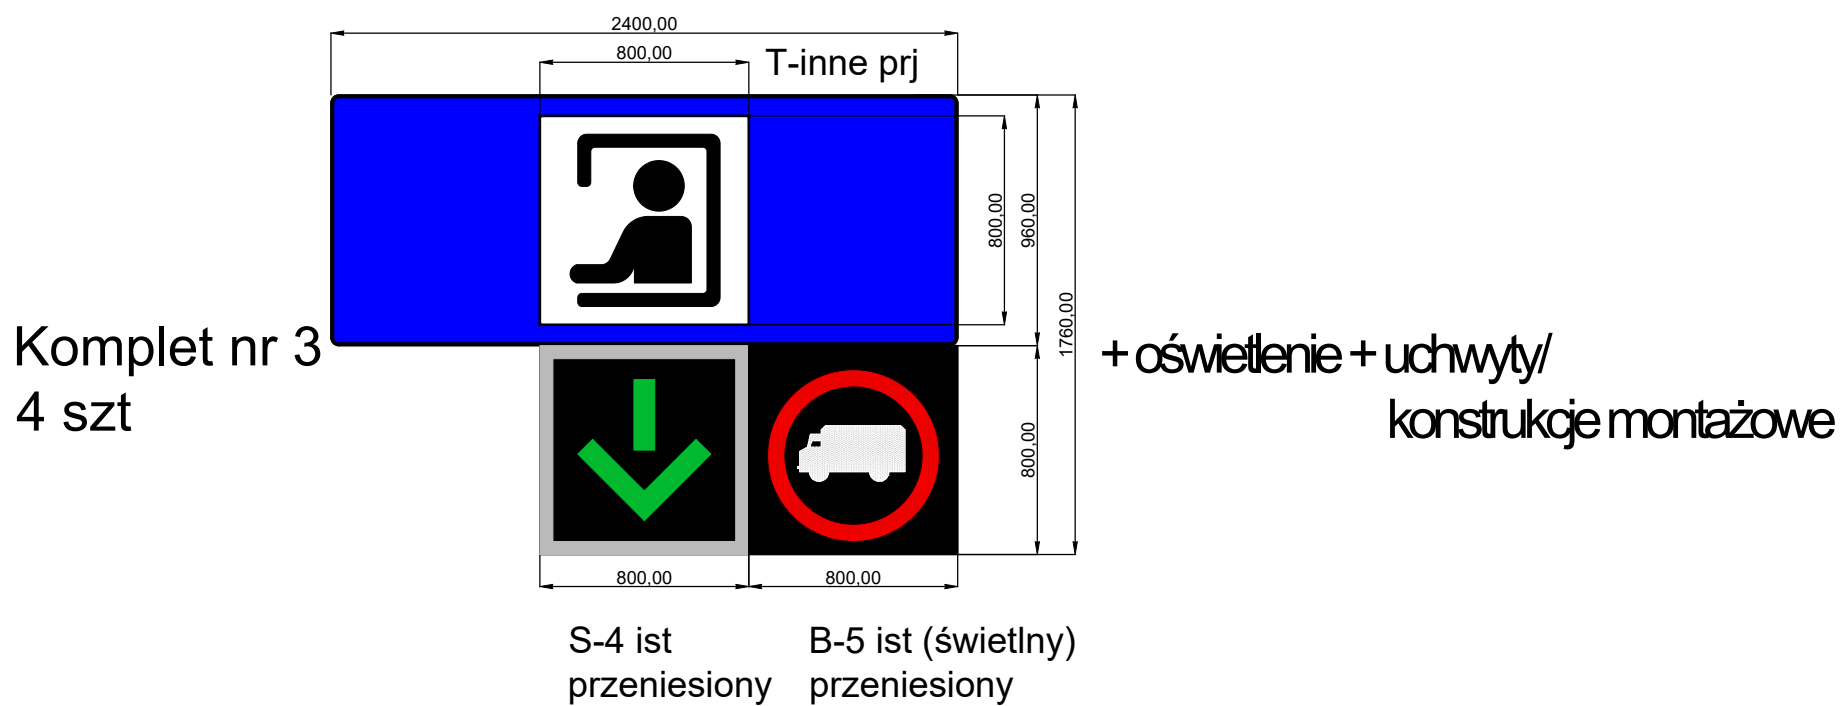 2400,00
800,00
T-inne prj
800,00
960,00
1760,00
Komplet nr 3
4 szt
+ oświetlenie + uchwyty/
konstrukcje montażowe
800,00
800,00
800,00
S-4 ist
przeniesiony
B-5 ist (świetlny)
przeniesiony